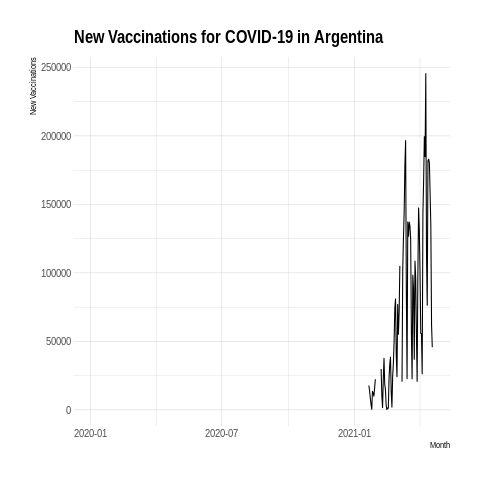 New Vaccinations for COVID-19 in Argentina
New Vaccinations
250000
200000
150000
100000
50000
0
2020-01 2020-07 2021-01
Month